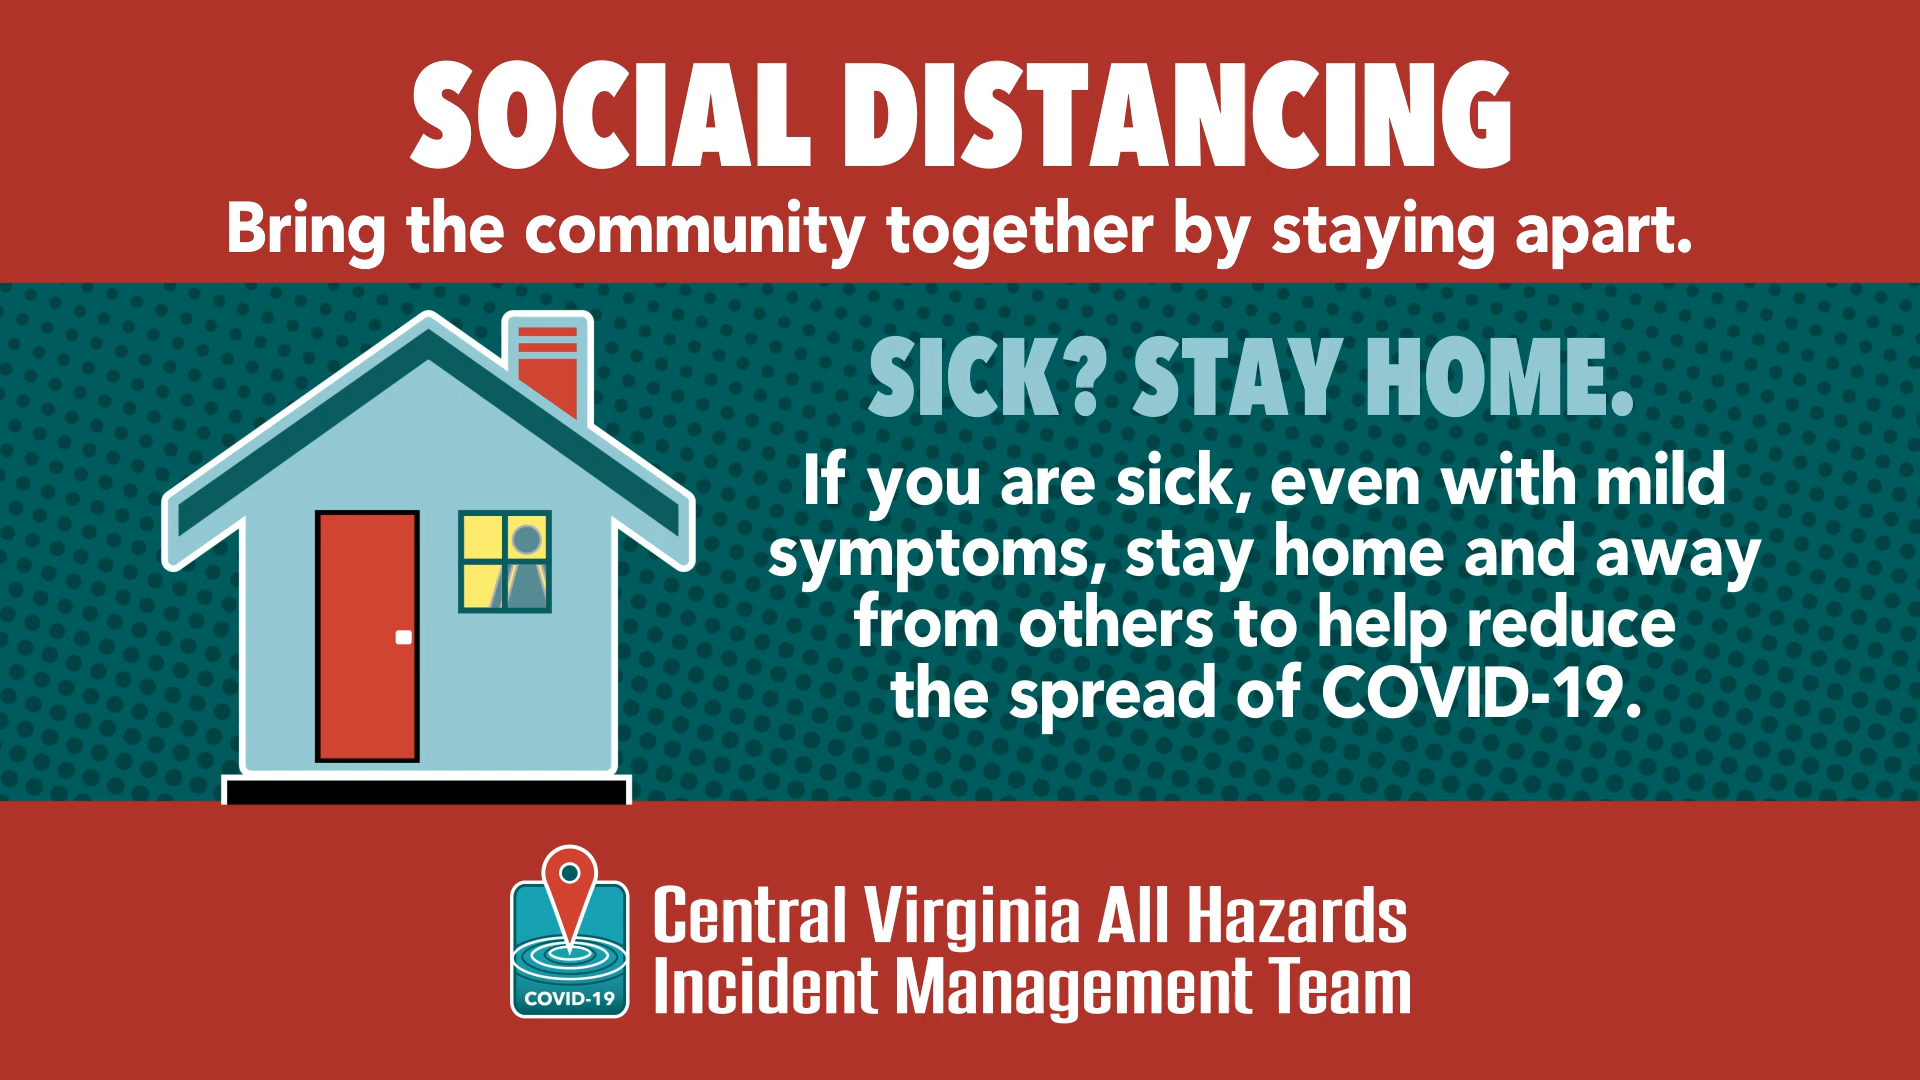 SOCIAL DISTANCING
Bring the community together by staying apart.
SICK? STAY HOME.
If you are sick, even with mild
symptoms, stay home and away
from others to help reduce
the spread of COVID-19.
COVID-19
Central Virginia All Hazards
Incident Management Team